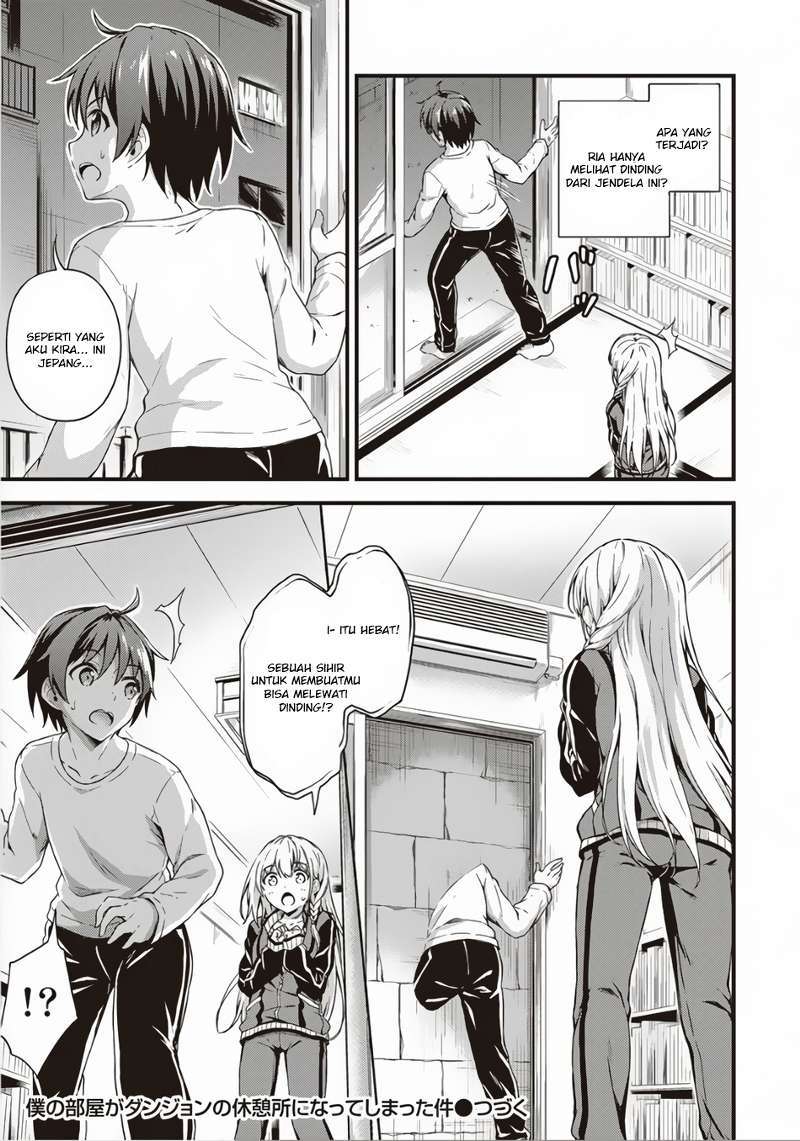 APA YANG
TERJADI?
RIA HANYA
MELIHAT DINDING
DARI JENDELA INI?
SEPERTI YANG
AKU KIRA... INI
JEPANG...
I- ITU HEBAT!
SEBUAH SIHIR
UNTUK MEMBUATMU
BISA MELEWATI
DINDING!?
!?
僕の部屋がダンジョンの休憩所になってしまった件●つづく